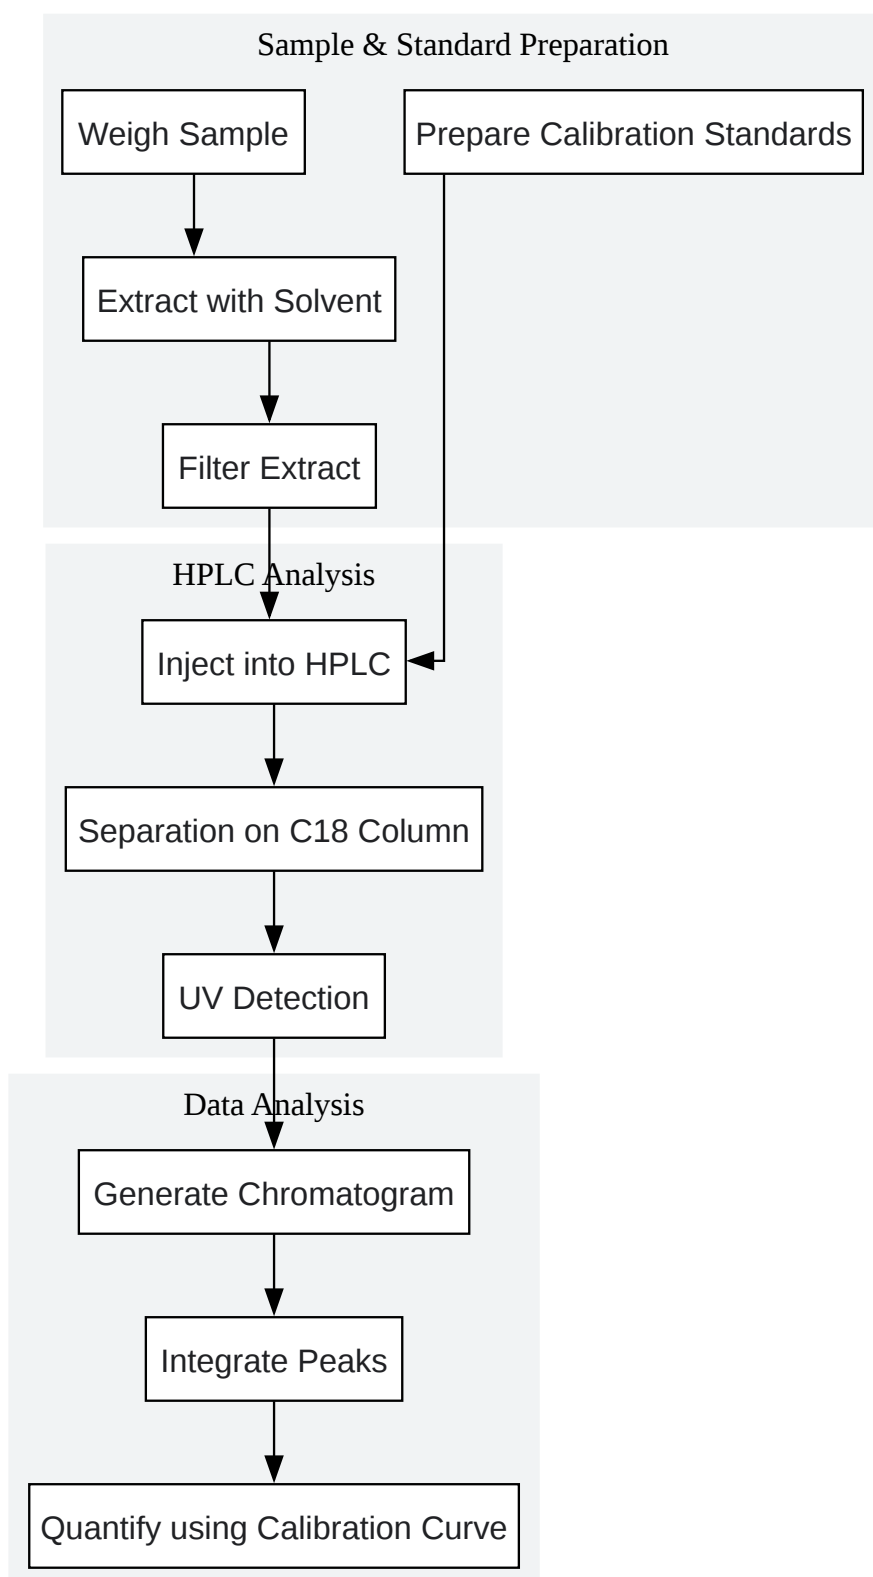 Sample & Standard Preparation
Weigh Sample
Prepare Calibration Standards
Extract with Solvent
Filter Extract
HPLC Analysis
Inject into HPLC
Separation on C18 Column
UV Detection
Data Analysis
Generate Chromatogram
Integrate Peaks
Quantify using Calibration Curve